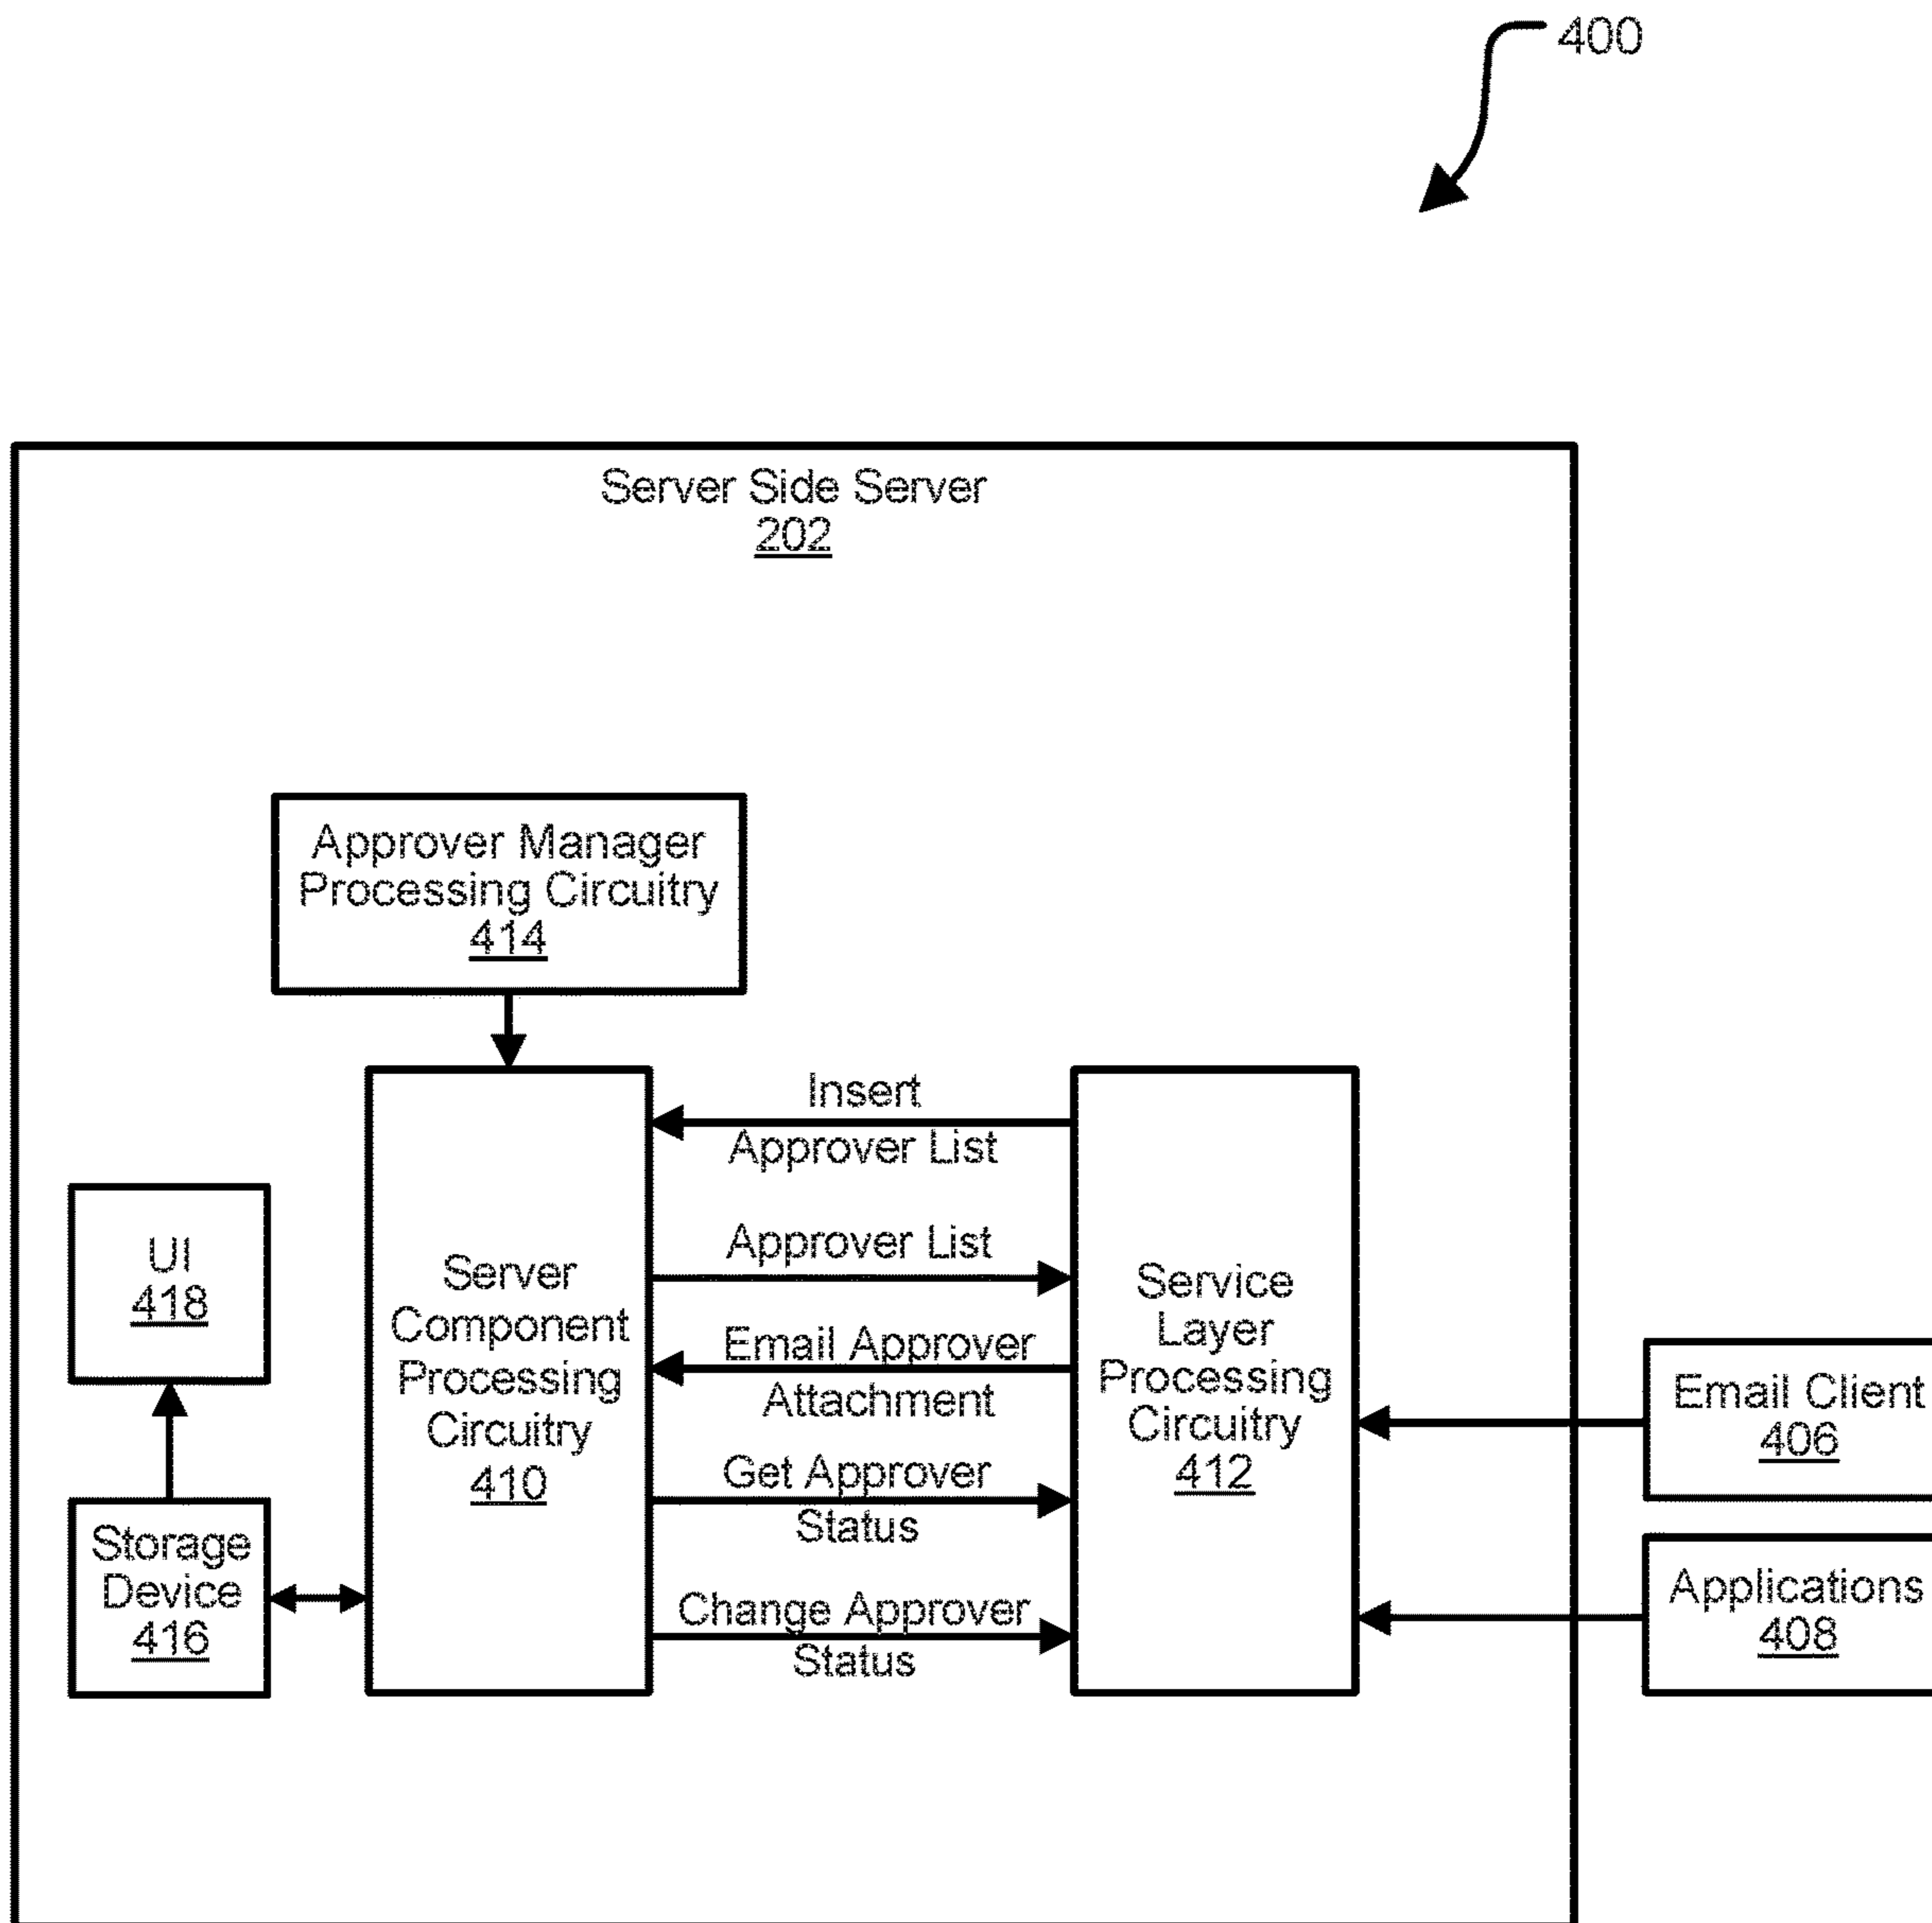 400
Server Side Server
202
Approver Manager
Processing Circuitry
414
Insert
Approver List
Approver List
Email Approver
Attachment
Get Approver
Status
Change Approver
Status
UI
418
Storage
Device
416
Server
Component
Processing
Circuitry
410
Service
Layer
Processing
Circuitry
412
Email Client
406
Applications
408